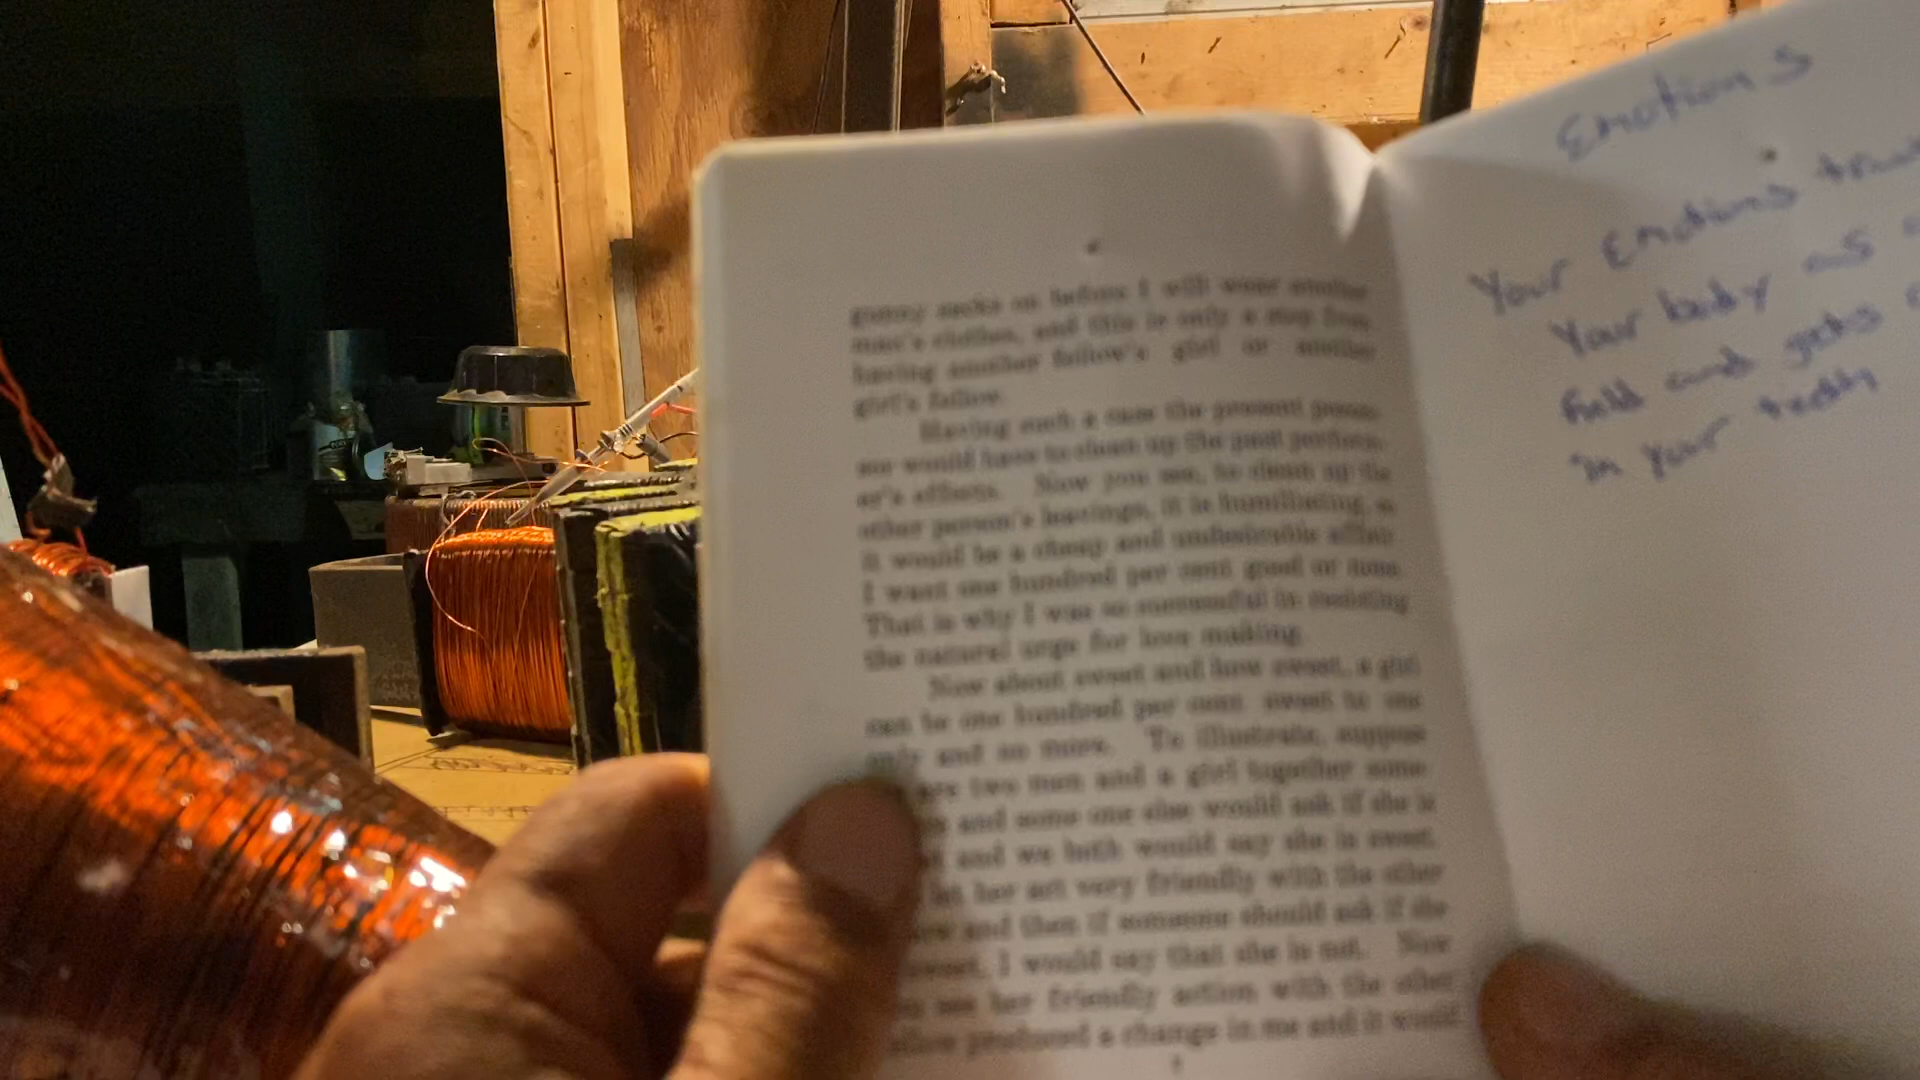 gunny sacks on before I will wear another
man's clothes, and this is only a step from
having another fellow's girl or another
girl's fellow.
Having such a case the present posses-
sor would have to clean up the past perform-
er's effects. Now you see, to clean up the
other person's leavings, it is humiliating, so
it would be a cheap and undesirable affair.
I want one hundred per cent good or none.
That is why I was so successful in resisting
the natural urge for love making.
Now about sweet and how sweet, a girl
can be one hundred per cent sweet to one
only and no more. To illustrate, suppose
are two men and a girl together some-
and some one else would ask if she is
and we both would say she is sweet.
let her act very friendly with the other
and then if someone should ask if she
sweet, I would say that she is not. Now
see her friendly action with the other
fellow produced a change in me and it would
Emotions
Your Emotions
Your body as
field and gets
in Your teeth